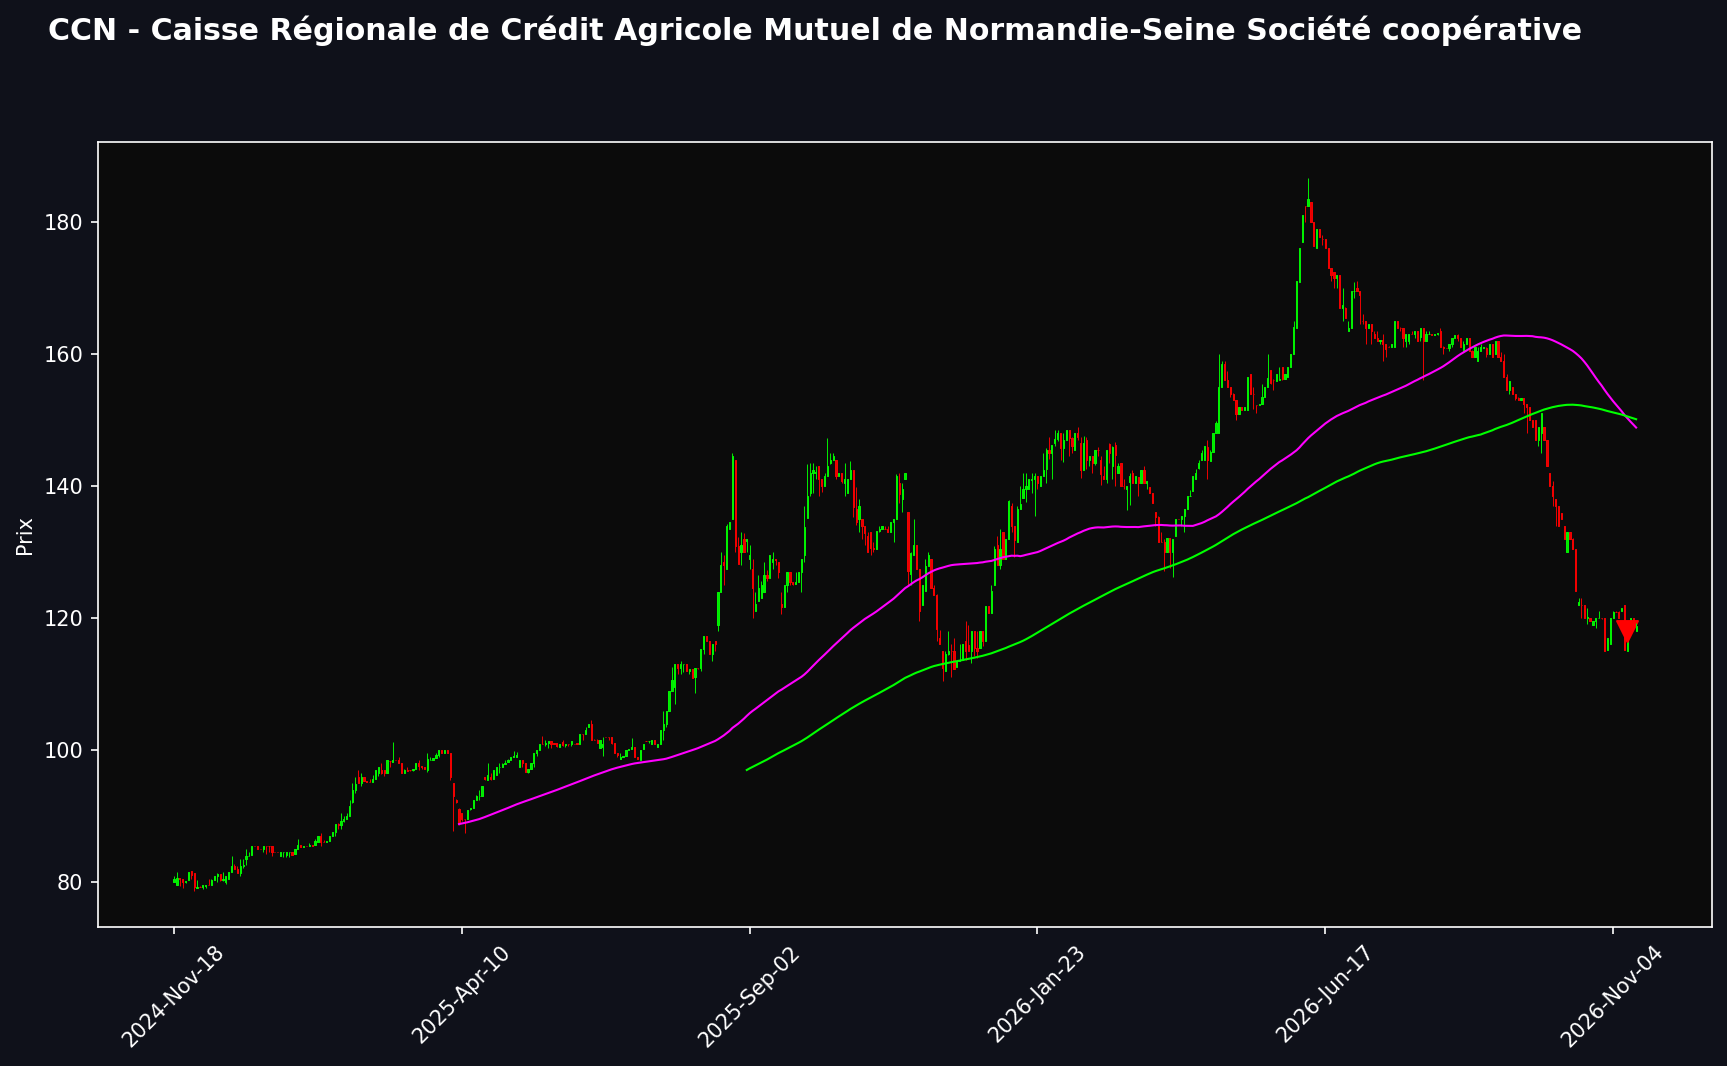 CCN - Caisse Régionale de Crédit Agricole Mutuel de Normandie-Seine Société coopérative
Prix
180
160
140
120
100
80
2024-Nov-18
2025-Apr-10
2025-Sep-02
2026-Jan-23
2026-Jun-17
2026-Nov-04